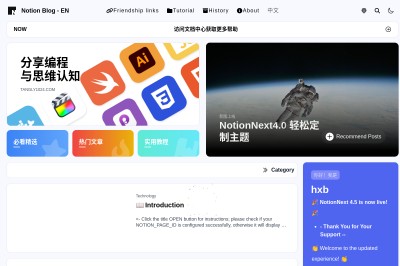 Notion Blog - EN
Friendship links
Tutorial
History
About
中文
NOW
访问文档中心获取更多帮助
分享编程
与思维认知
TANGLY1024.COM
NotionNext4.0 轻松定
制主题
Recommend Posts
必看精选
热门文章
实用教程
Category
Technology
📖 Introduction
<- Click the title OPEN button for instructions; please check if your
NOTION_PAGE_ID is configured successfully, otherwise it will display ....
hxb
🎉 NotionNext 4.5 is now live!
🎉
• - Thank You for Your
Support --
👏 Welcome to the updated
experience! 👏